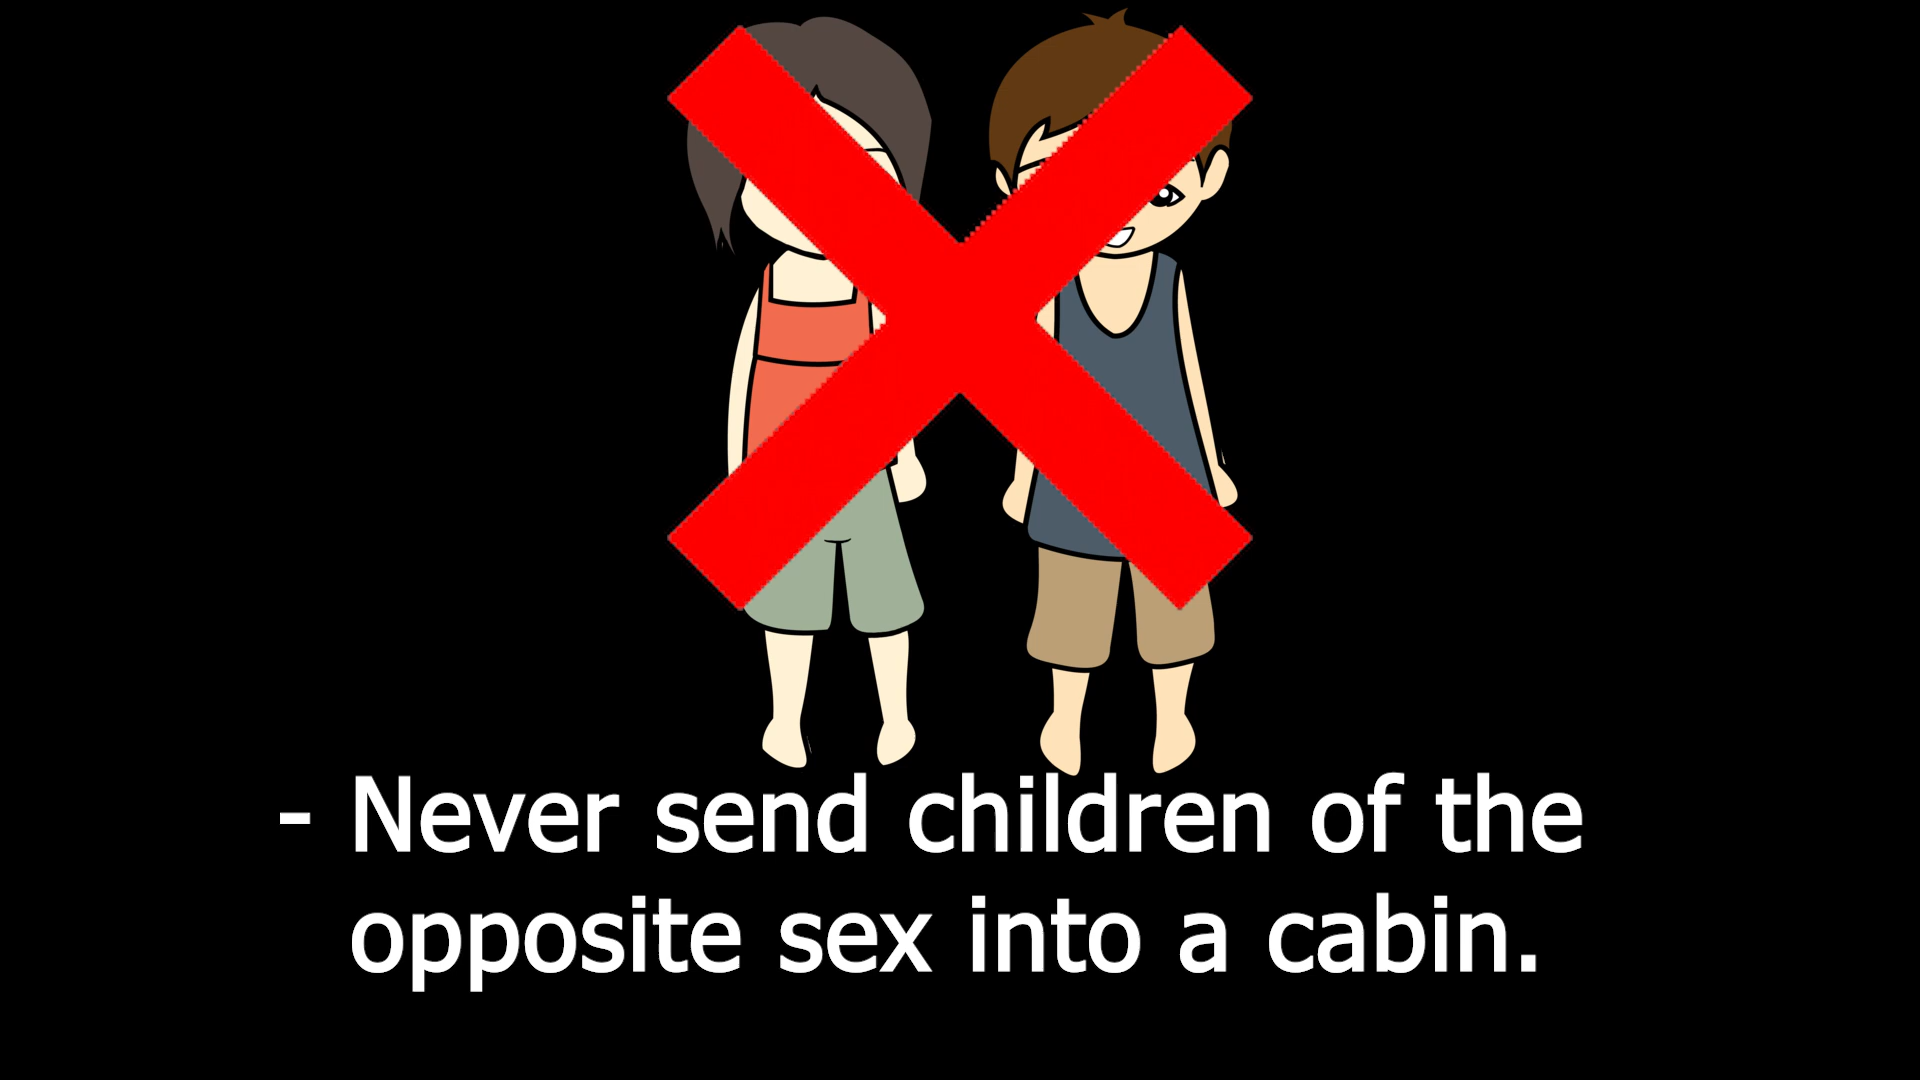 - Never send children of the
opposite sex into a cabin.